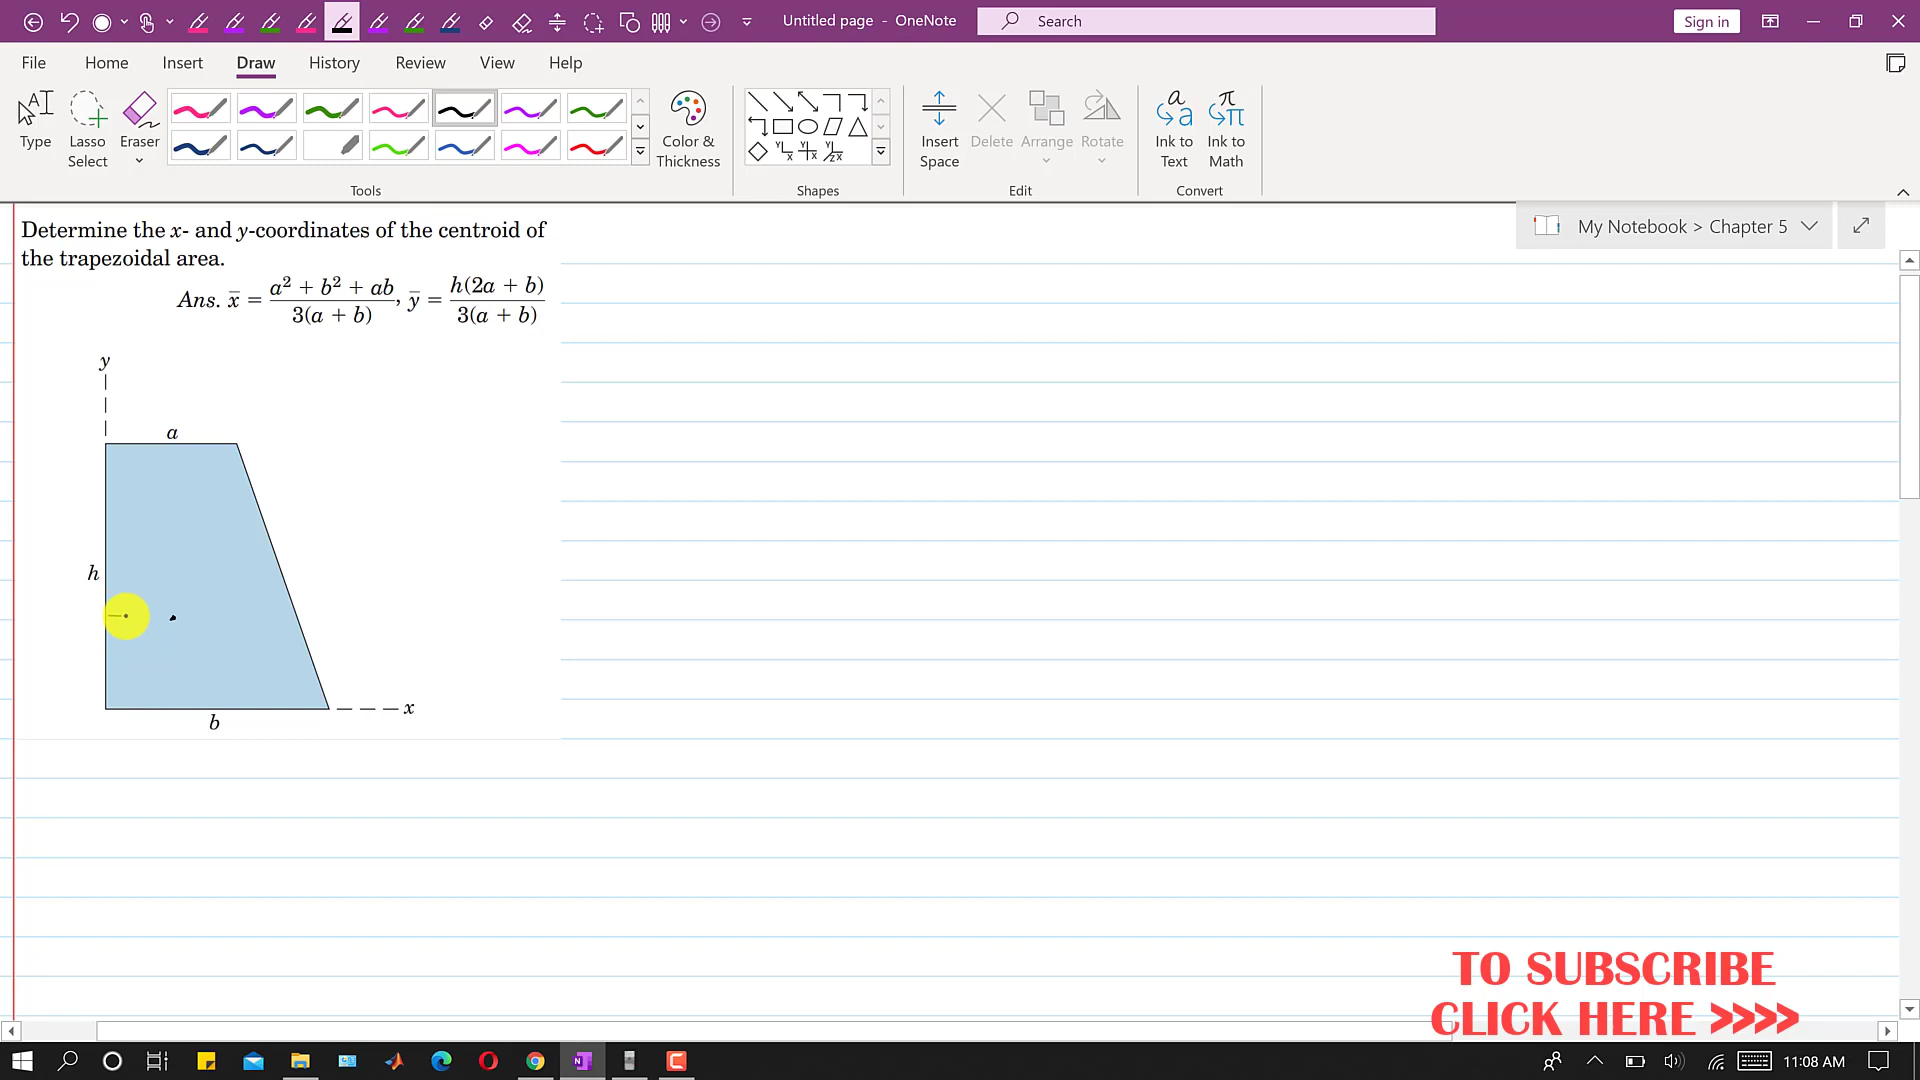 Untitled page - OneNote
Search
Sign in
File Home Insert Draw History Review View Help
Type
Lasso Select
Eraser
Color & Thickness
Insert Space
Delete
Arrange
Rotate
Ink to Text
Ink to Math
Tools
Shapes
Edit
Convert
My Notebook > Chapter 5
Determine the x- and y-coordinates of the centroid of
the trapezoidal area.
Ans. x̄ = (a² + b² + ab)/3(a + b), ȳ = h(2a + b)/3(a + b)
y
a
h
b
x
TO SUBSCRIBE
CLICK HERE >>>>
11:08 AM